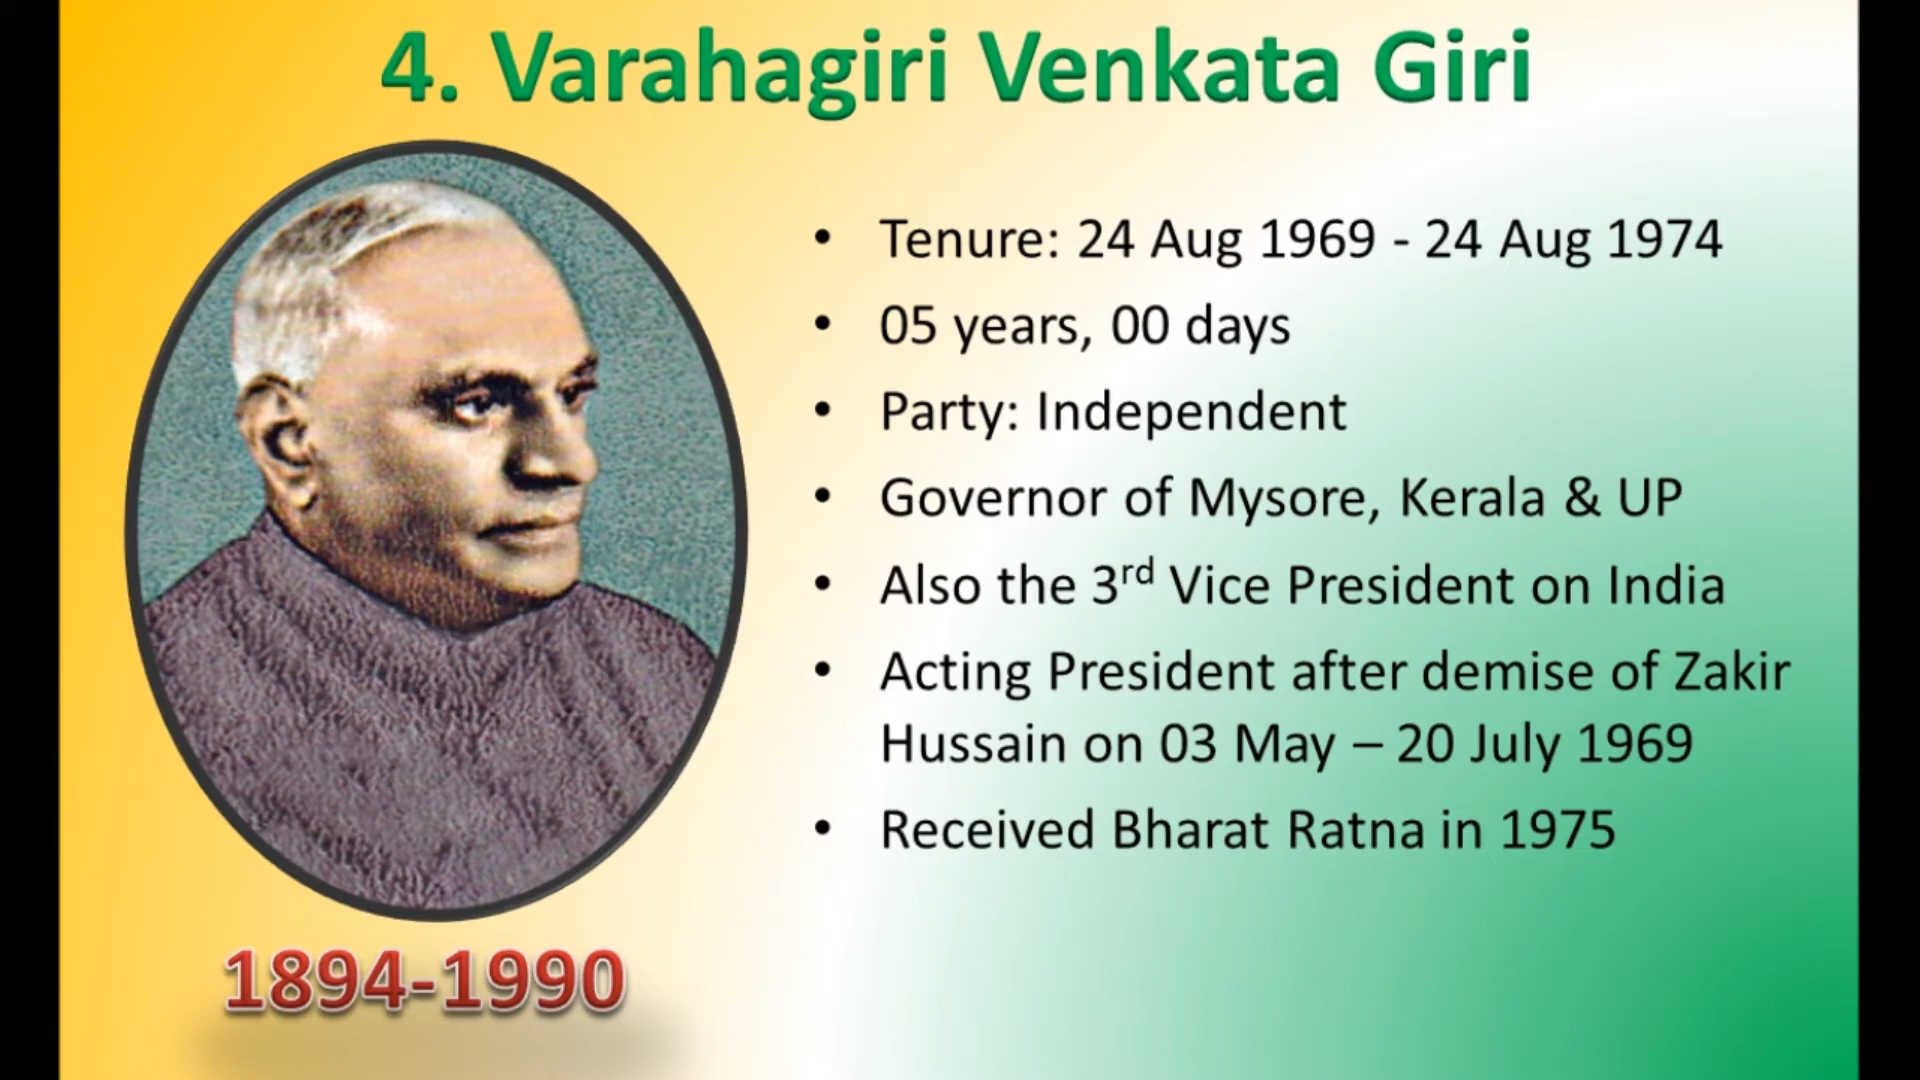 4. Varahagiri Venkata Giri
• Tenure: 24 Aug 1969 - 24 Aug 1974
• 05 years, 00 days
• Party: Independent
• Governor of Mysore, Kerala & UP
• Also the 3rd Vice President on India
• Acting President after demise of Zakir
Hussain on 03 May – 20 July 1969
• Received Bharat Ratna in 1975
1894-1990